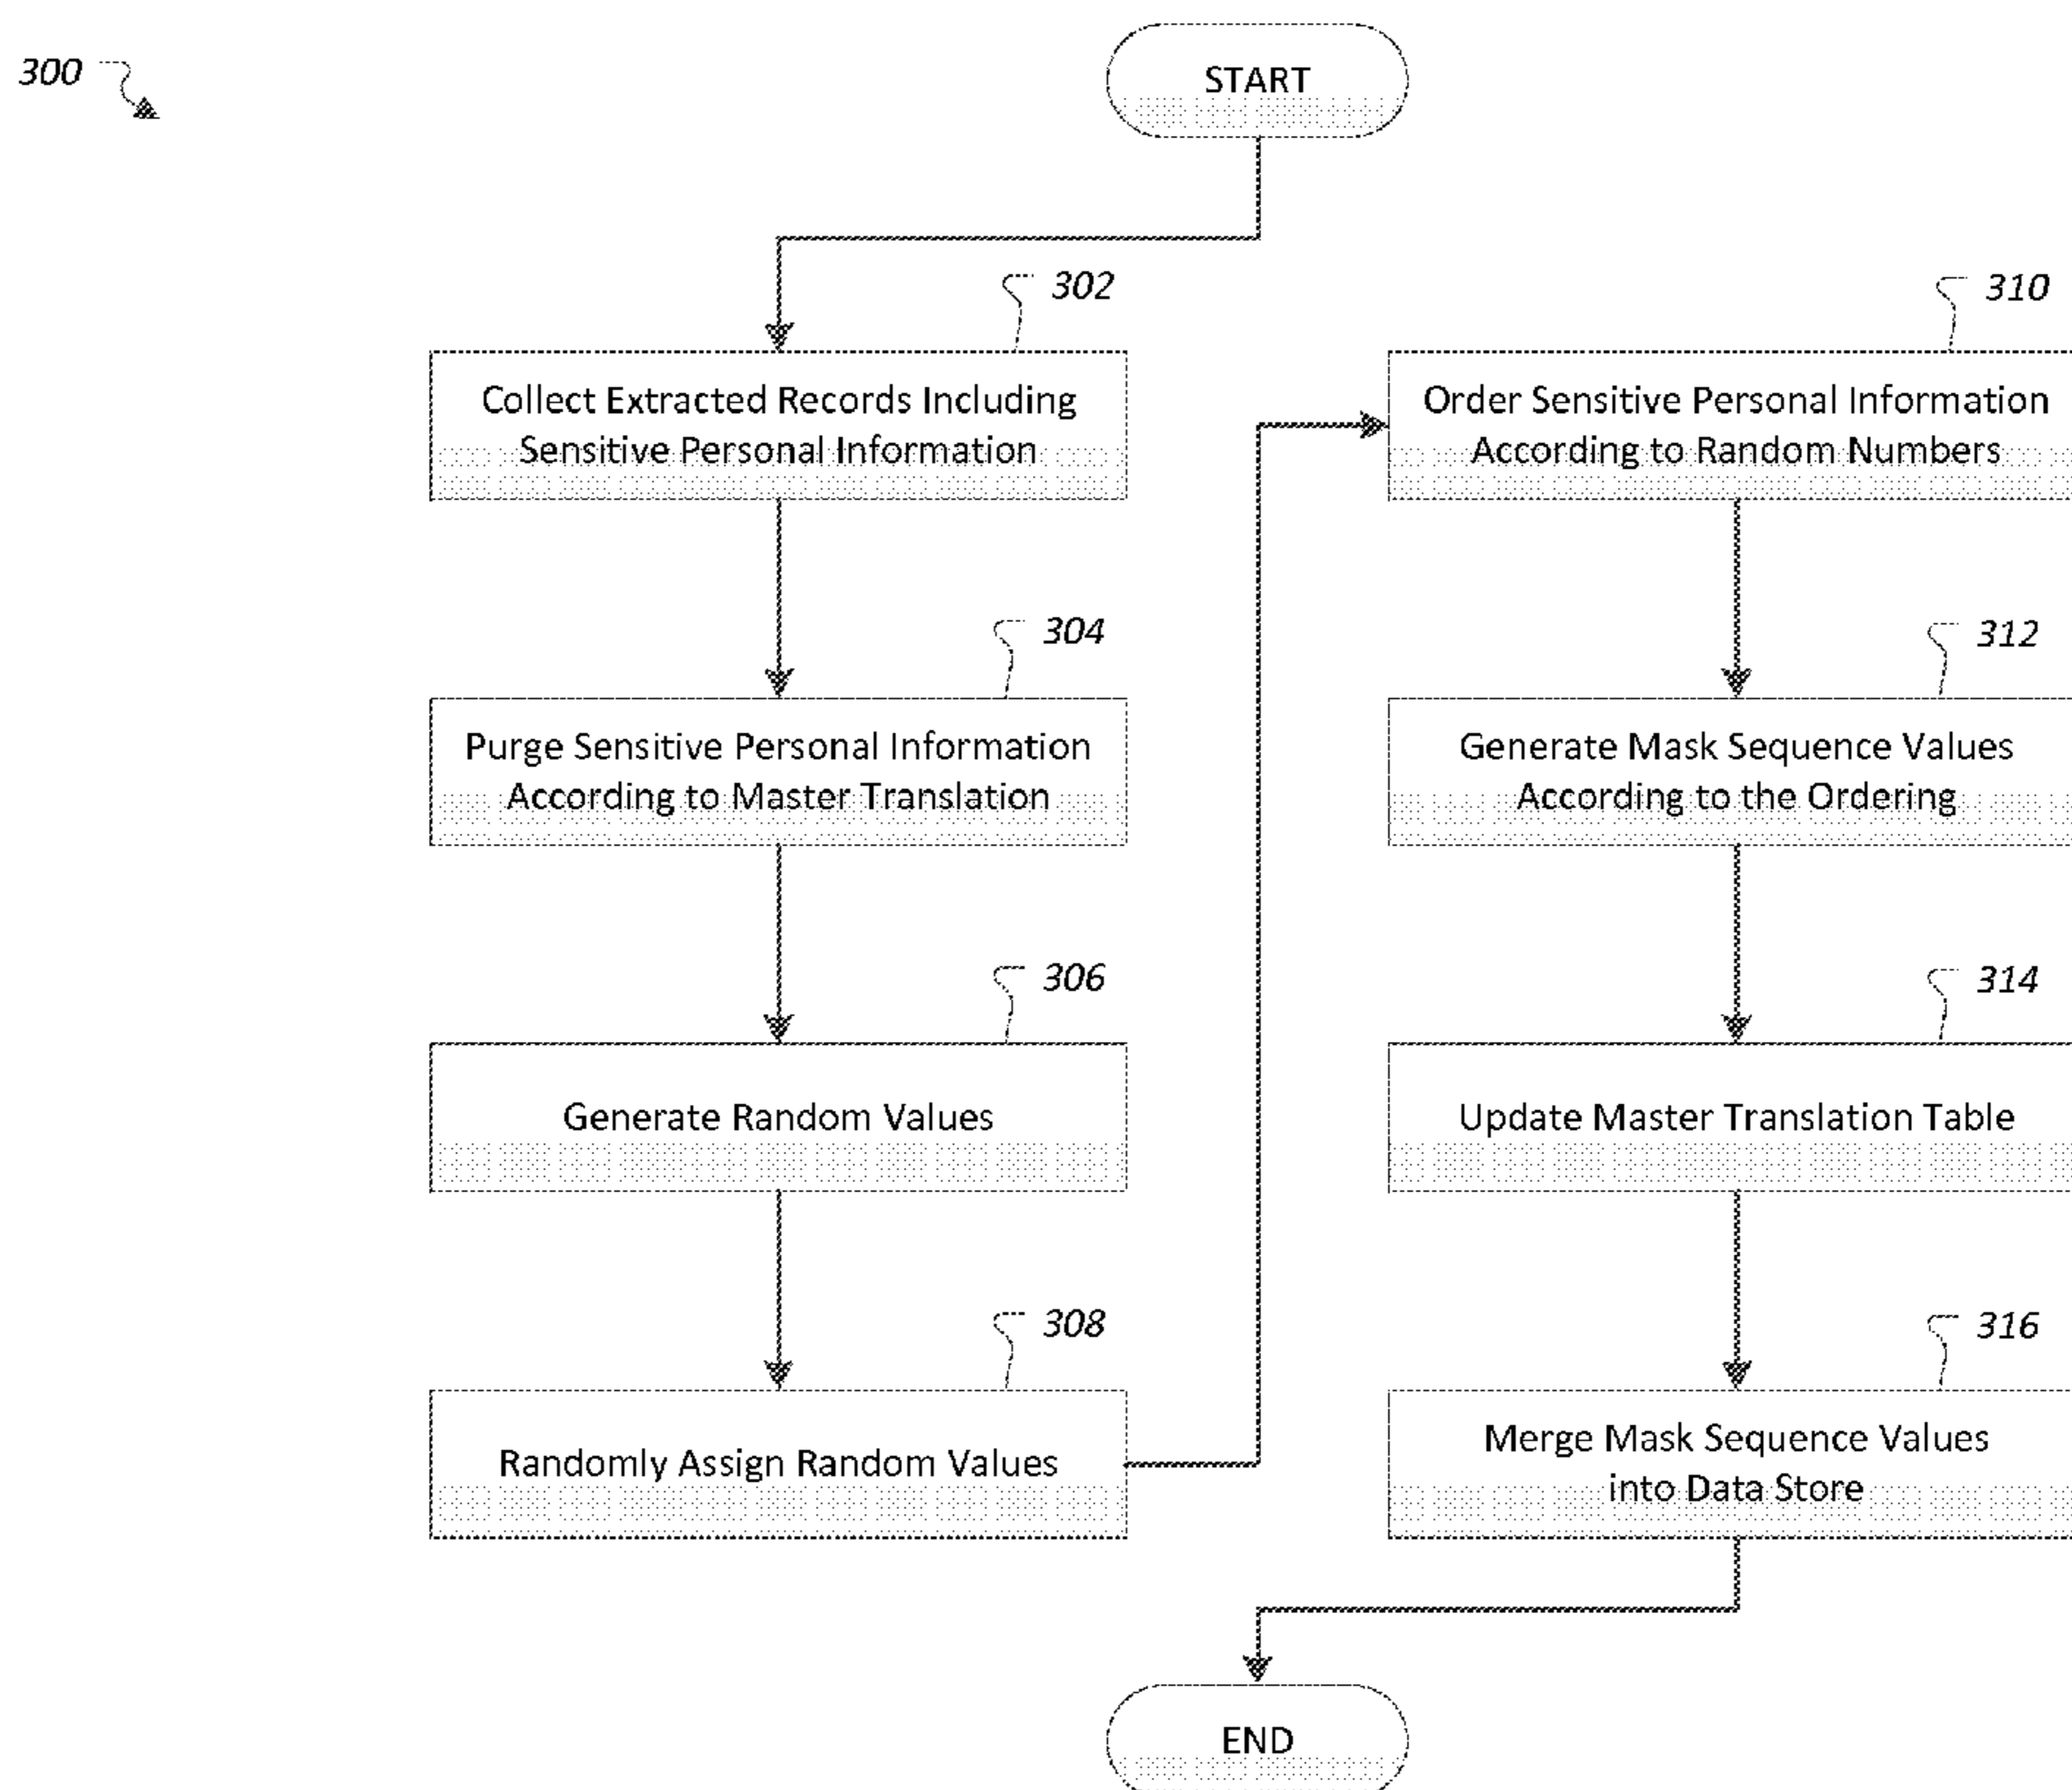 300
START
302
Collect Extracted Records Including
Sensitive Personal Information
304
Purge Sensitive Personal Information
According to Master Translation
306
Generate Random Values
308
Randomly Assign Random Values
310
Order Sensitive Personal Information
According to Random Numbers
312
Generate Mask Sequence Values
According to the Ordering
314
Update Master Translation Table
316
Merge Mask Sequence Values
into Data Store
END